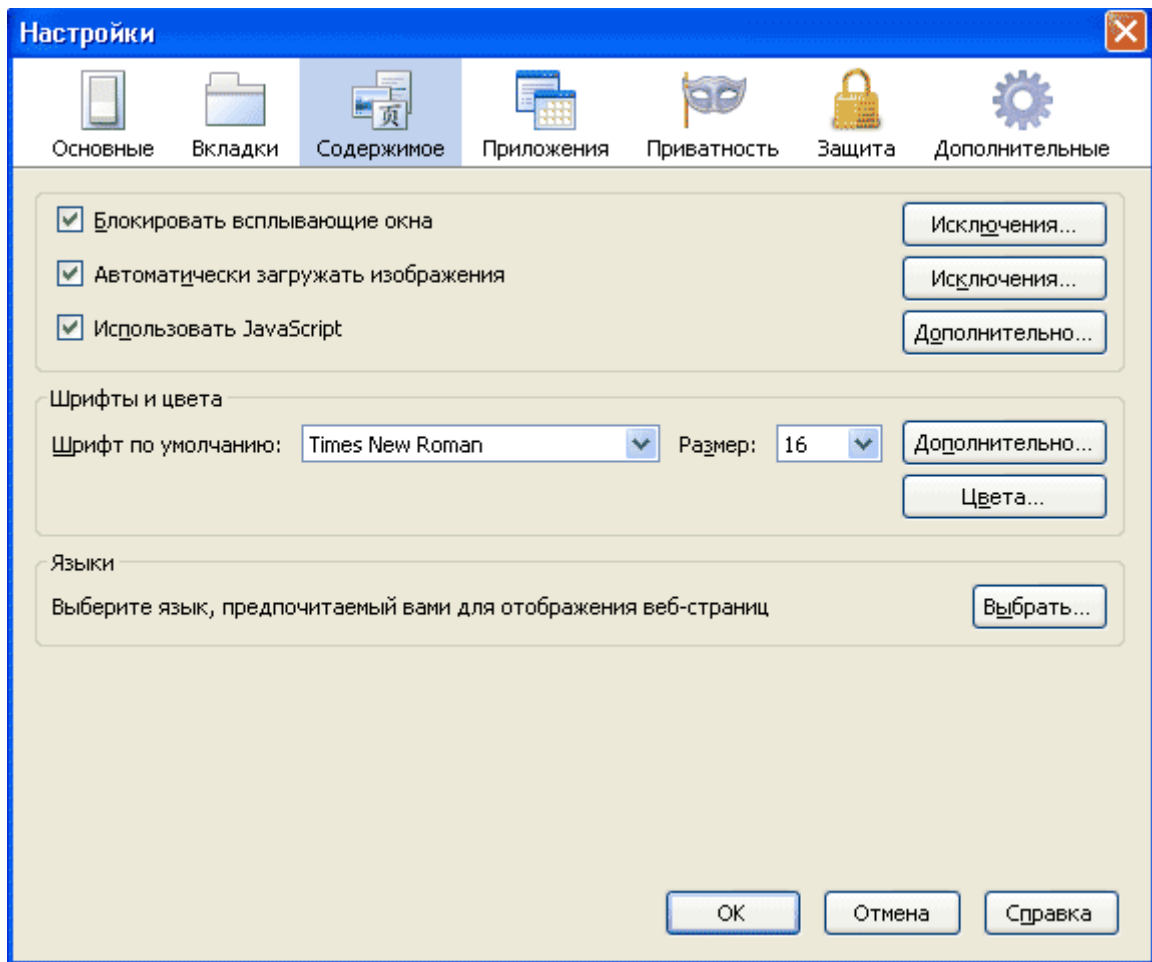 Настройки
Основные Вкладки Содержимое Приложения Приватность Защита Дополнительные
Блокировать всплывающие окна Исключения...
Автоматически загружать изображения Исключения...
Использовать JavaScript Дополнительно...
Шрифты и цвета
Шрифт по умолчанию: Times New Roman Размер: 16 Дополнительно...
Цвета...
Языки
Выберите язык, предпочитаемый вами для отображения веб-страниц Выбрать...
OK Отмена Справка